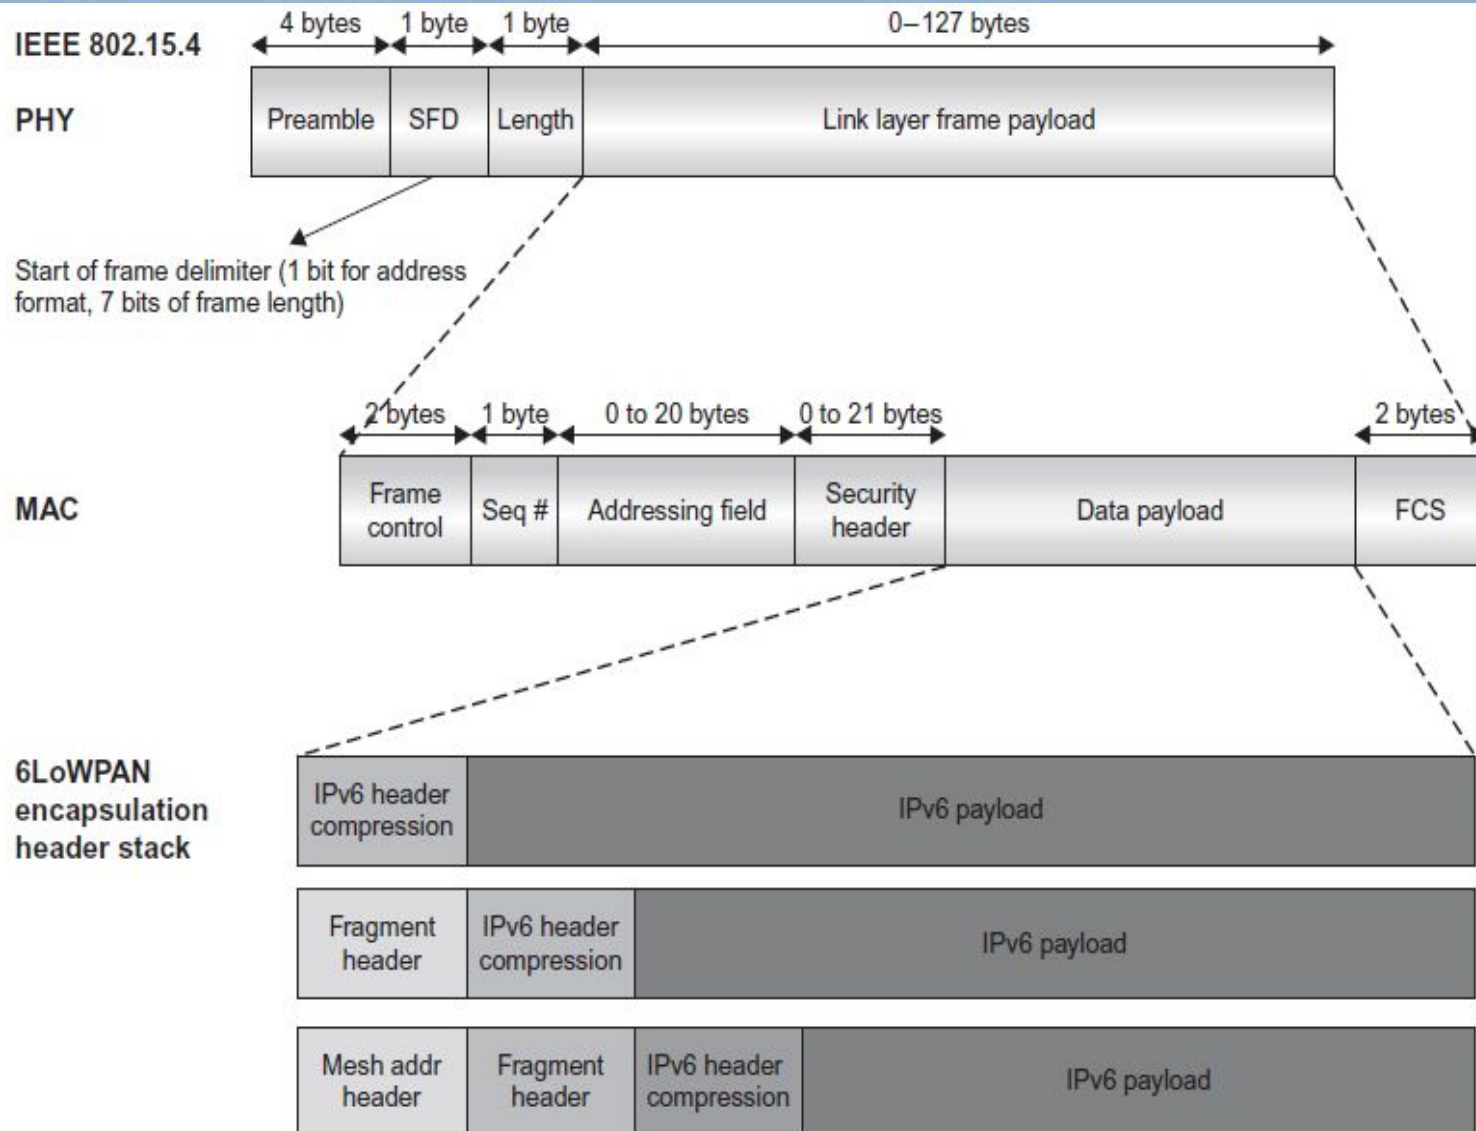 4 bytes 1 byte 1 byte 0–127 bytes
IEEE 802.15.4
PHY
Preamble SFD Length Link layer frame payload
Start of frame delimiter (1 bit for address
format, 7 bits of frame length)
2 bytes 1 byte 0 to 20 bytes 0 to 21 bytes 2 bytes
MAC
Frame
control
Seq #
Addressing field
Security
header
Data payload
FCS
6LoWPAN
encapsulation
header stack
IPv6 header
compression
IPv6 payload
Fragment
header
IPv6 header
compression
IPv6 payload
Mesh addr
header
Fragment
header
IPv6 header
compression
IPv6 payload